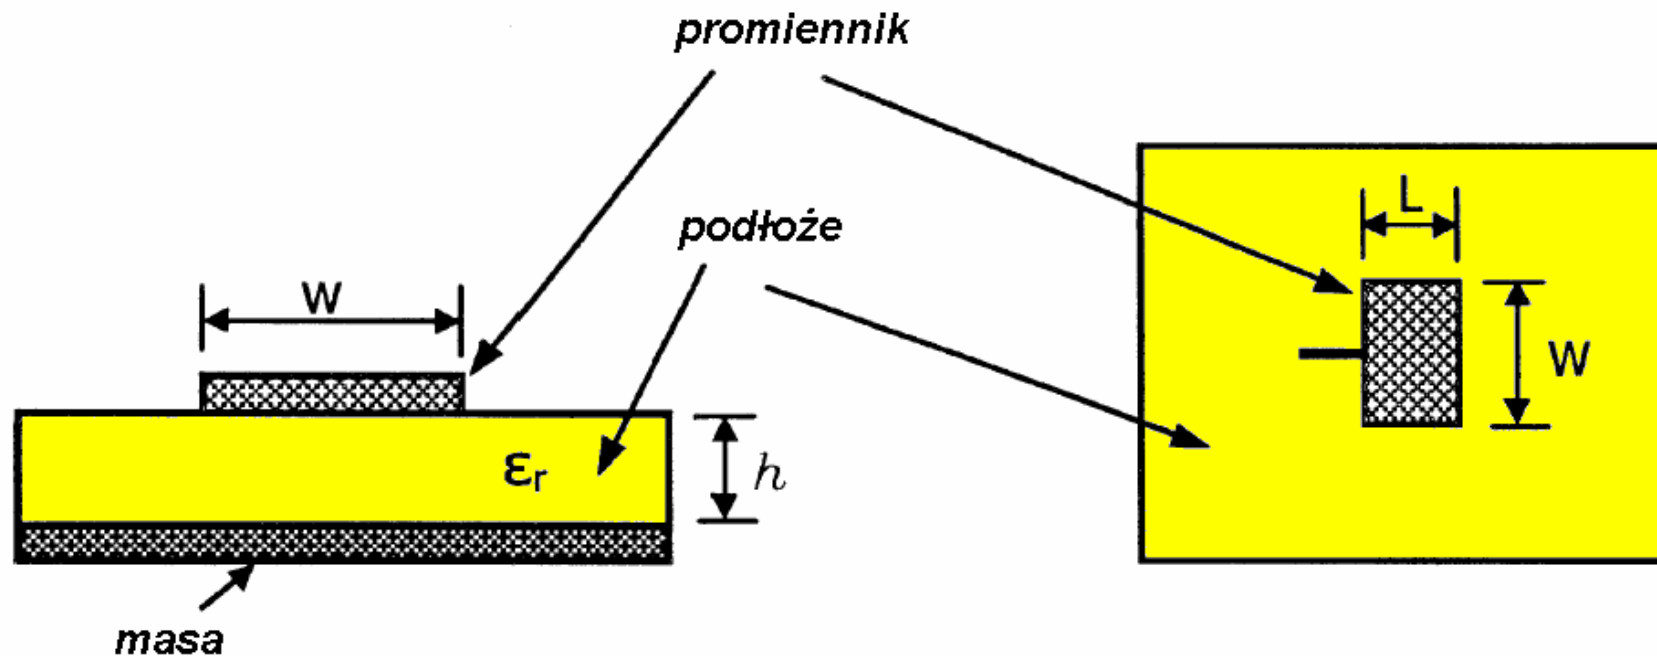 promiennik
podłoże
W
εr
h
masa
L
W